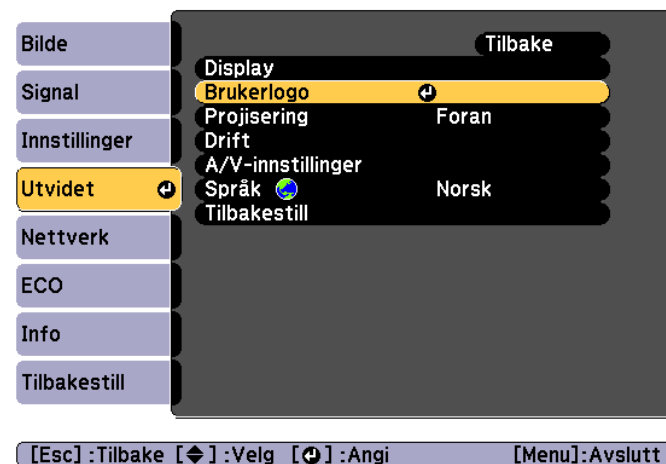 Bilde
Signal
Innstillinger
Utvidet
Nettverk
ECO
Info
Tilbakestill
Tilbake
Display
Brukerlogo
Projisering Foran
Drift
A/V-innstillinger
Språk Norsk
Tilbakestill
[Esc] :Tilbake [◆] :Velg [⏎] :Angi [Menu]:Avslutt